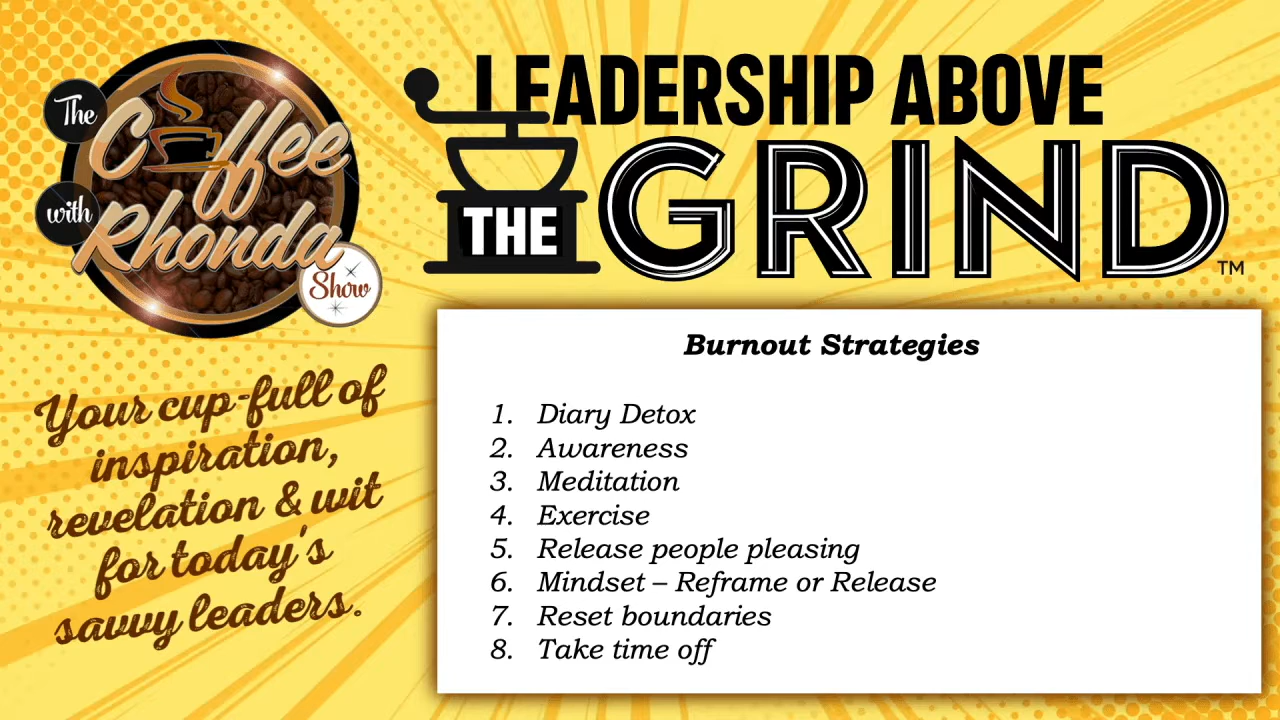 The
Coffee
with
Rhonda
Show
LEADERSHIP ABOVE
THE GRIND™
Your cup-full of
inspiration,
revelation & wit
for today's
savvy leaders.
Burnout Strategies
1. Diary Detox
2. Awareness
3. Meditation
4. Exercise
5. Release people pleasing
6. Mindset – Reframe or Release
7. Reset boundaries
8. Take time off